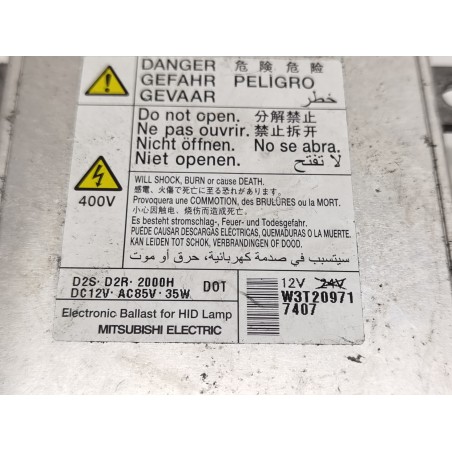 DANGER 危険 危险
GEFAHR PELİGRO
GEVAAR خطر
Do not open. 分解禁止
Ne pas ouvrir. 禁止拆开
Nicht öffnen. No se abra.
Niet openen. لا تفتح
400V
WILL SHOCK, BURN or cause DEATH.
感電、火傷で死に至る恐れがあります。
Provoquera une COMMOTION, des BRULÛRES ou la MORT.
小心因触电、烧伤而造成死亡。
Es besteht stromschlag-, Feuer- und Todesgefahr.
PUEDE CAUSAR DESCARGAS ELÉCTRICAS, QUEMADURAS O LA MUERTE.
KAN LEIDEN TOT SCHOK, VERBRANDINGEN OF DOOD.
سيتسبب في صدمة كهربائية، حرق أو موت
D2S・D2R・2000H DOT
DC12V・AC85V・35W
12V 24V
W3T20971
7407
Electronic Ballast for HID Lamp
MITSUBISHI ELECTRIC